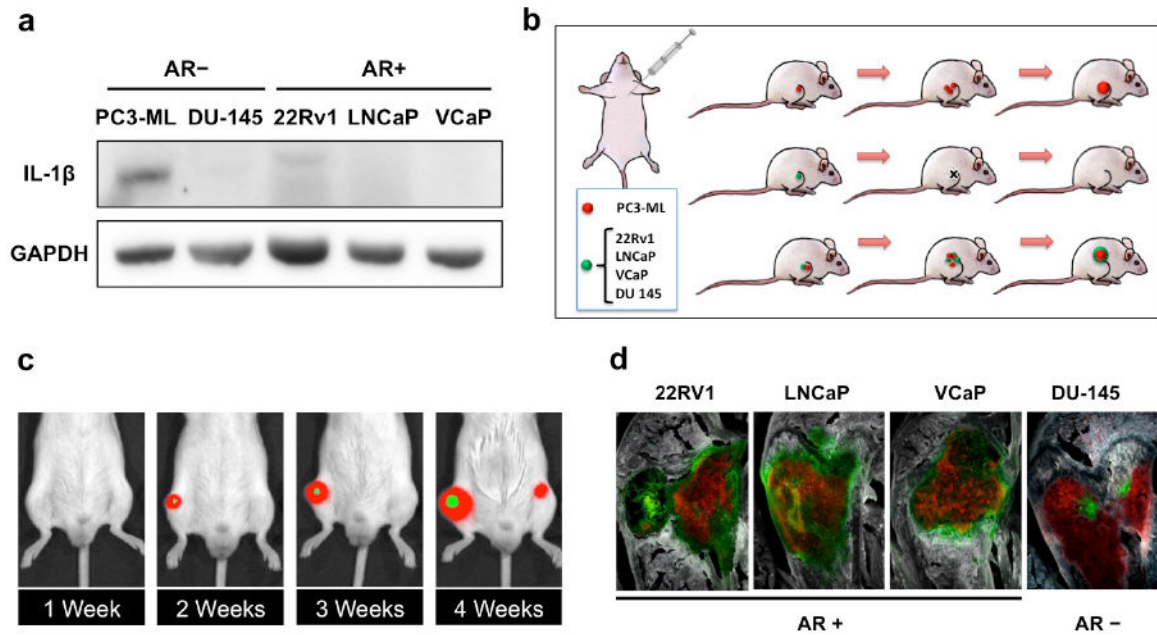 a
AR− AR+
PC3-ML DU-145 22Rv1 LNCaP VCaP
IL-1β
GAPDH
b
PC3-ML
22Rv1
LNCaP
VCaP
DU 145
c
1 Week 2 Weeks 3 Weeks 4 Weeks
d
22RV1 LNCaP VCaP DU-145
AR + AR −